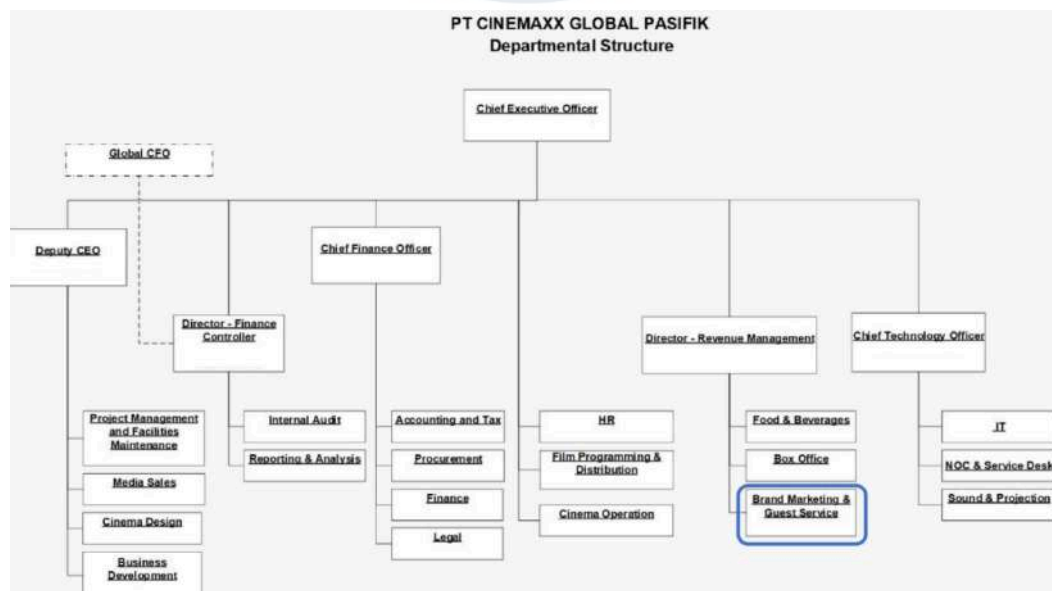 PT CINEMAXX GLOBAL PASIFIK
Departmental Structure
Chief Executive Officer
Global CFO
Deputy CEO
Chief Finance Officer
Director - Finance
Controller
Director - Revenue Management
Chief Technology Officer
Project Management
and Facilities
Maintenance
Media Sales
Cinema Design
Business
Development
Internal Audit
Reporting & Analysis
Accounting and Tax
Procurement
Finance
Legal
HR
Film Programming &
Distribution
Cinema Operation
Food & Beverages
Box Office
Brand Marketing &
Guest Service
IT
NOC & Service Desk
Sound & Projection